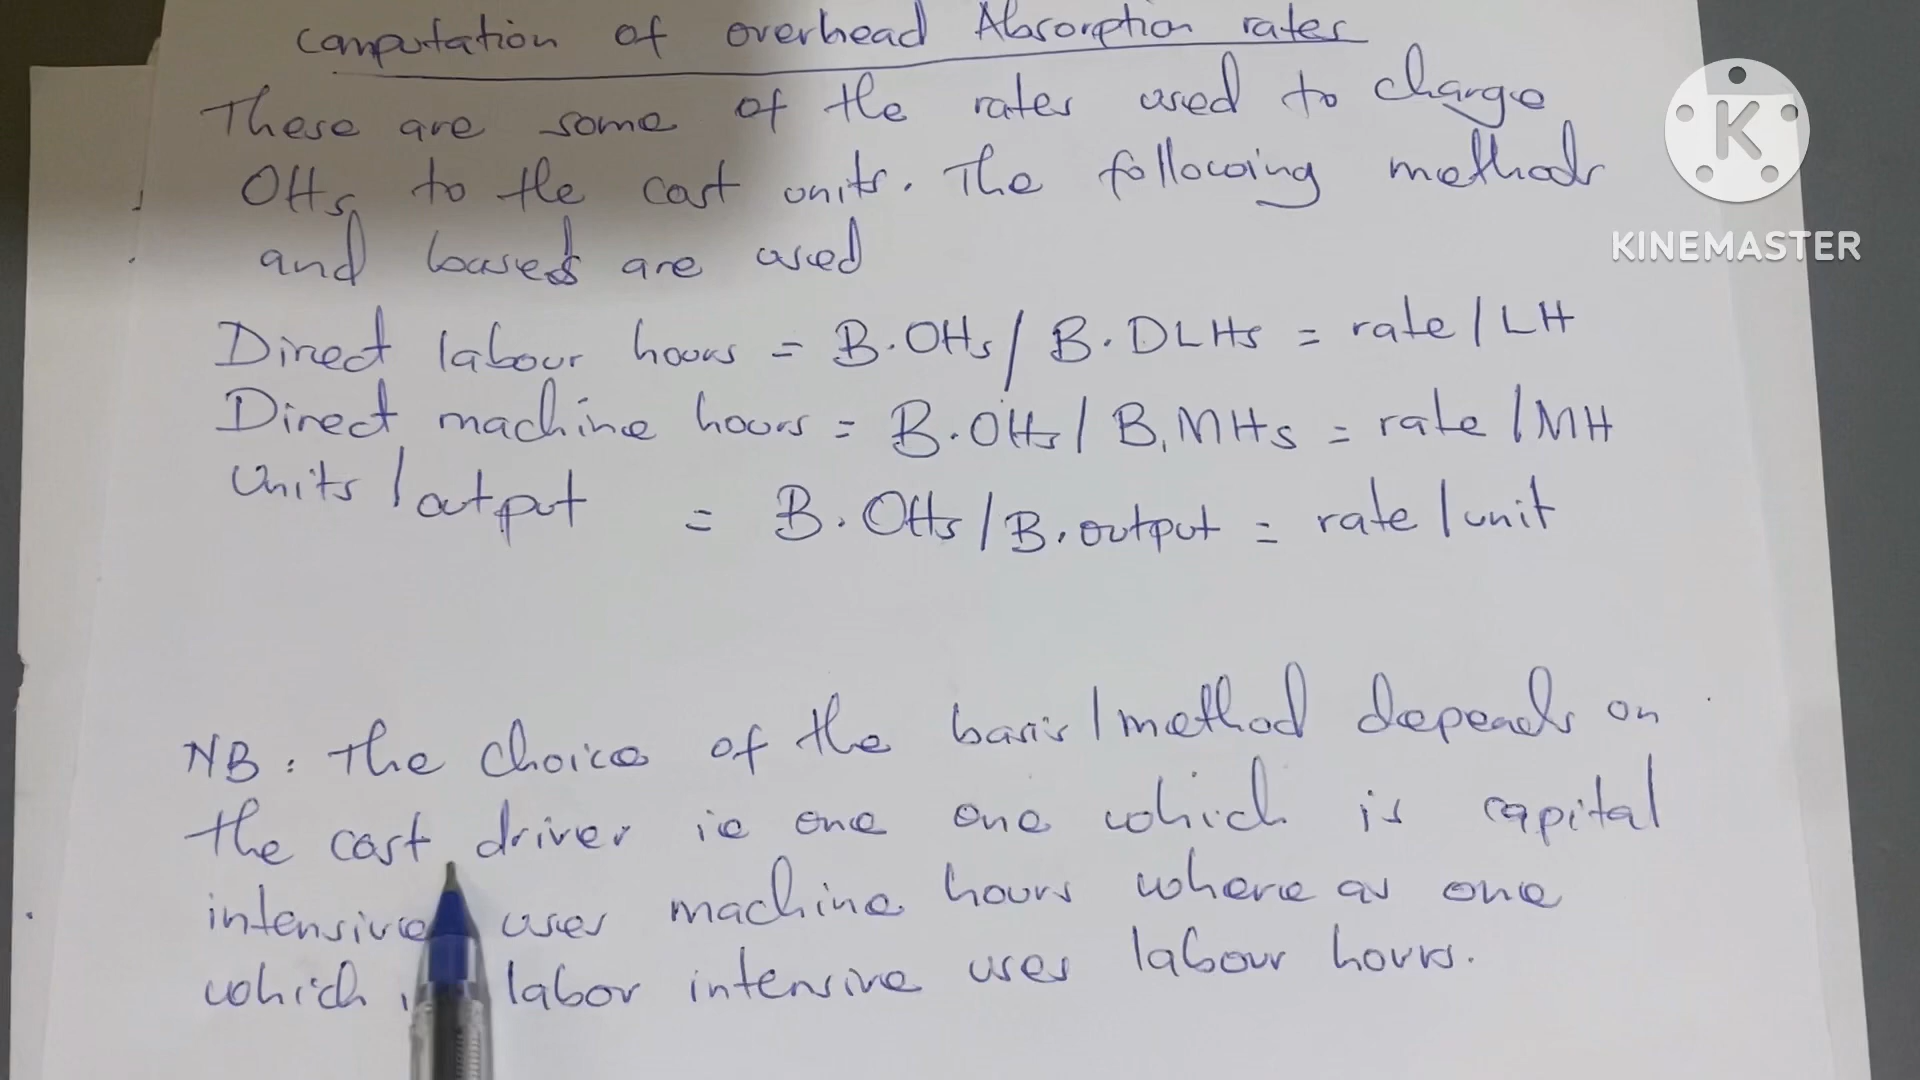 Computation of overhead Absorption rates
These are some of the rates used to charge
OHs to the cost units. The following methods
and bases are used
Direct labour hours = B.OHs / B.DLHs = rate / LH
Direct machine hours = B.OHs / B.MHs = rate / MH
Units / output = B.OHs / B.output = rate / unit
NB: The choice of the basis / method depends on
the cost driver ie one one which is capital
intensive uses machine hours where as one
which labor intensive uses labour hours.
K
KINEMASTER